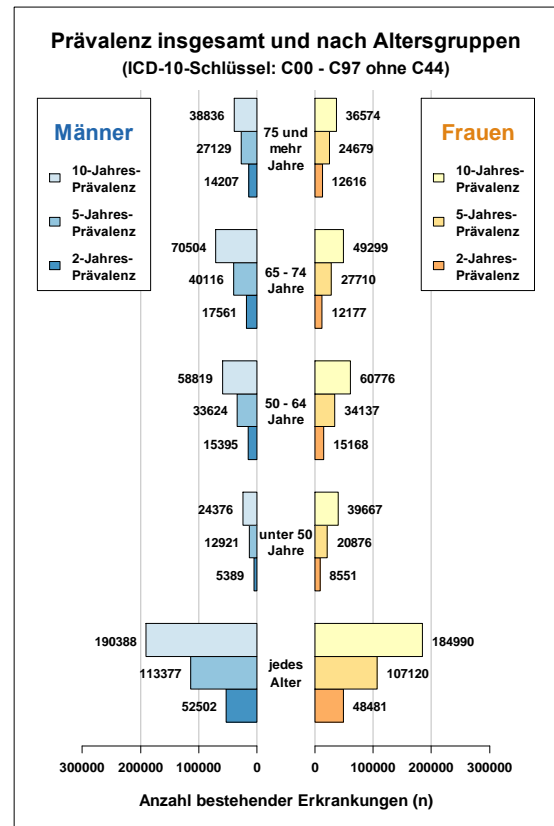 Prävalenz insgesamt und nach Altersgruppen
(ICD-10-Schlüssel: C00 - C97 ohne C44)
Männer
10-Jahres-
Prävalenz
5-Jahres-
Prävalenz
2-Jahres-
Prävalenz
Frauen
10-Jahres-
Prävalenz
5-Jahres-
Prävalenz
2-Jahres-
Prävalenz
38836
27129
14207
75 und
mehr
Jahre
36574
24679
12616
70504
40116
17561
65 - 74
Jahre
49299
27710
12177
58819
33624
15395
50 - 64
Jahre
60776
34137
15168
24376
12921
5389
unter 50
Jahre
39667
20876
8551
190388
113377
52502
jedes
Alter
184990
107120
48481
300000 200000 100000 0 0 100000 200000 300000
Anzahl bestehender Erkrankungen (n)